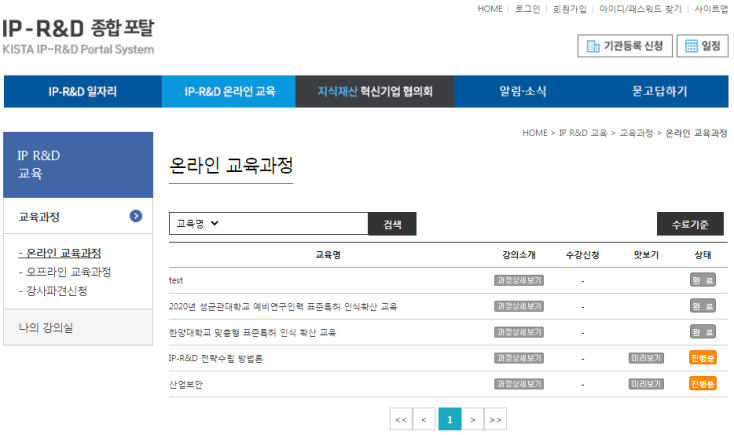 HOME | 로그인 | 회원가입 | 아이디/패스워드 찾기 | 사이트맵
IP-R&D 종합 포탈
KISTA IP-R&D Portal System
기관등록 신청 일정
IP-R&D 일자리 IP-R&D 온라인 교육 지식재산 혁신기업 협의회 알림·소식 묻고답하기
HOME > IP R&D 교육 > 교육과정 > 온라인 교육과정
IP R&D
교육
교육과정
- 온라인 교육과정
- 오프라인 교육과정
- 강사파견신청
나의 강의실
온라인 교육과정
교육명 검색 수료기준
교육명 강의소개 수강신청 맛보기 상태
test 과정상세보기 - 완 료
2020년 성균관대학교 예비연구인력 표준특허 인식확산 교육 과정상세보기 - 완 료
한양대학교 맞춤형 표준특허 인식 확산 교육 과정상세보기 - 완 료
IP-R&D 전략수립 방법론 과정상세보기 - 미리보기 진행중
산업보안 과정상세보기 - 미리보기 진행중
<< < 1 > >>